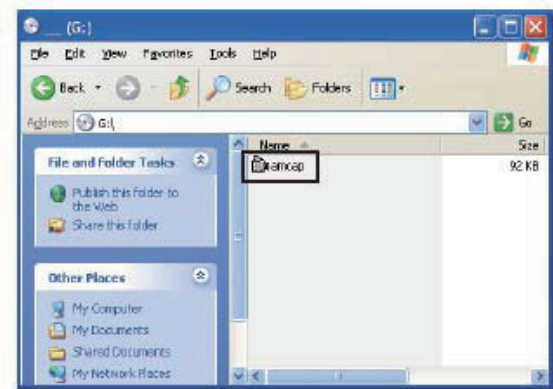 __ (G:)
File Edit View Favorites Tools Help
Back Search Folders
Address G:\ Go
Name Size
ramcap 92 KB
File and Folder Tasks
Publish this folder to
the Web
Share this folder
Other Places
My Computer
My Documents
Shared Documents
My Network Places